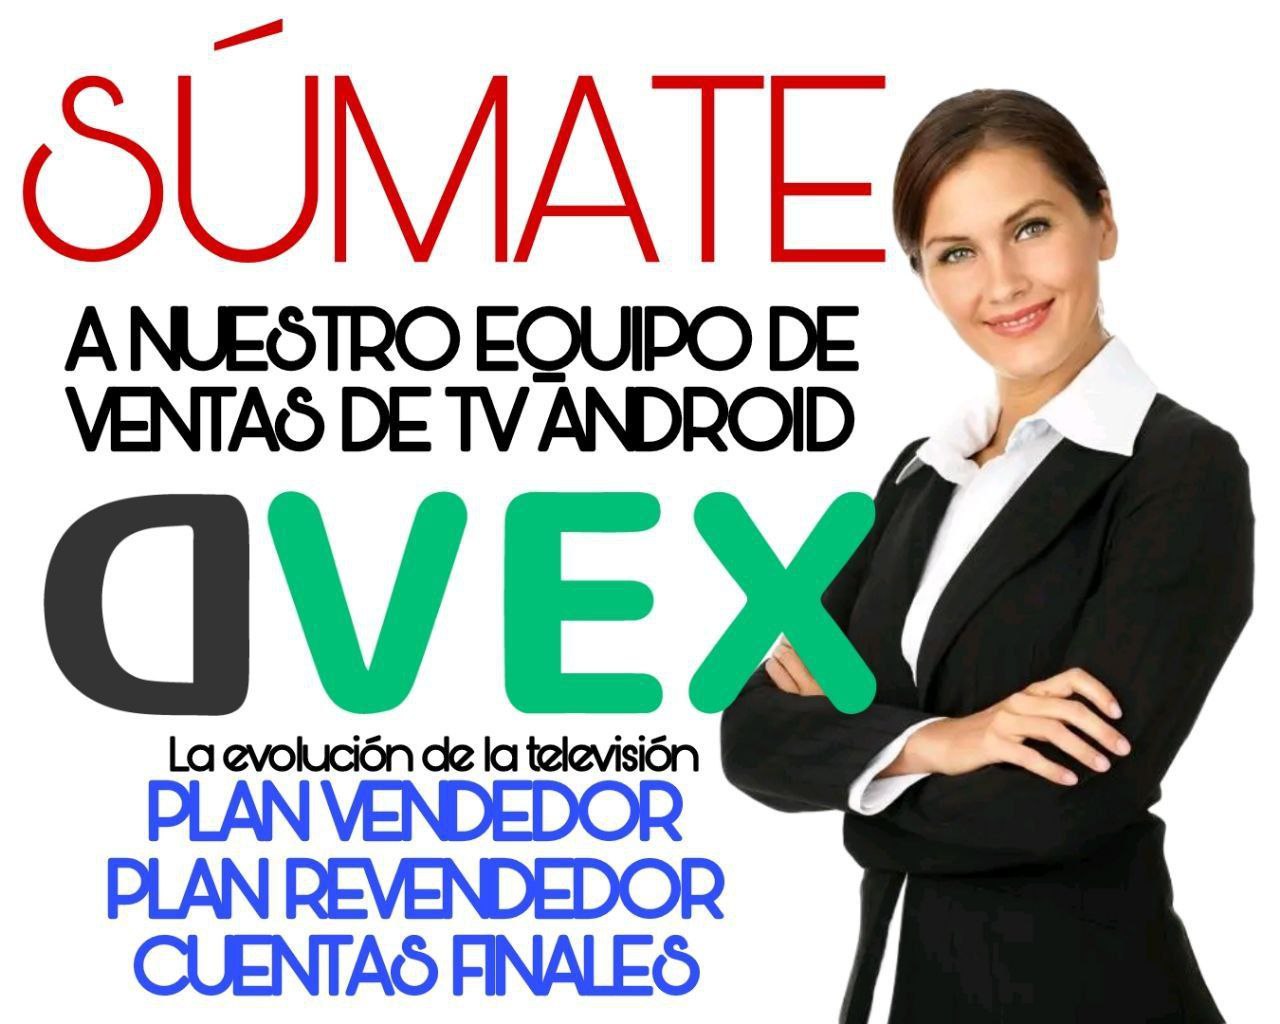 SÚMATE
A NUESTRO EQUIPO DE
VENTAS DE TV ANDROID
DVEX
La evolución de la televisión
PLAN VENDEDOR
PLAN REVENDEDOR
CUENTAS FINALES